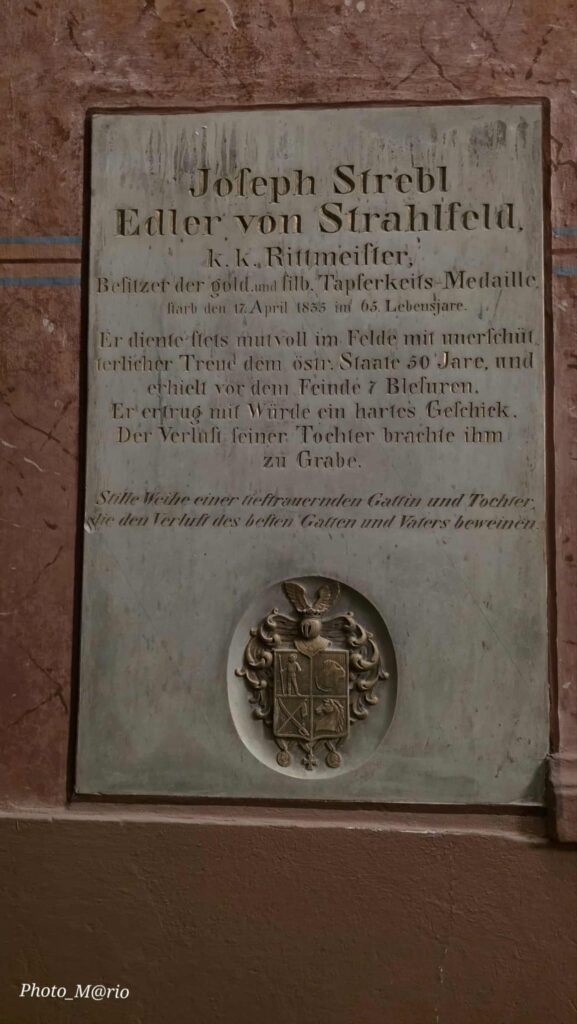 Joſeph Strebl
Edler von Strahlfeld,
k. k. Rittmeiſter,
Beſitzer der gold. und ſilb. Tapferkeits-Medaille,
ſtarb den 17. April 1835 im 65. Lebensjare.
Er diente ſtets mutvoll im Felde mit unerſchüt
terlicher Treue dem öſtr. Staate 50 Jare, und
erhielt vor dem Feinde 7 Bleſuren.
Er ertrug mit Würde ein hartes Geſchick,
Der Verluſt ſeiner Tochter brachte ihm
zu Grabe.
Stille Weihe einer tieftrauernden Gattin und Tochter,
die den Verluſt des beſten Gatten und Vaters beweinen.
Photo_M@rio